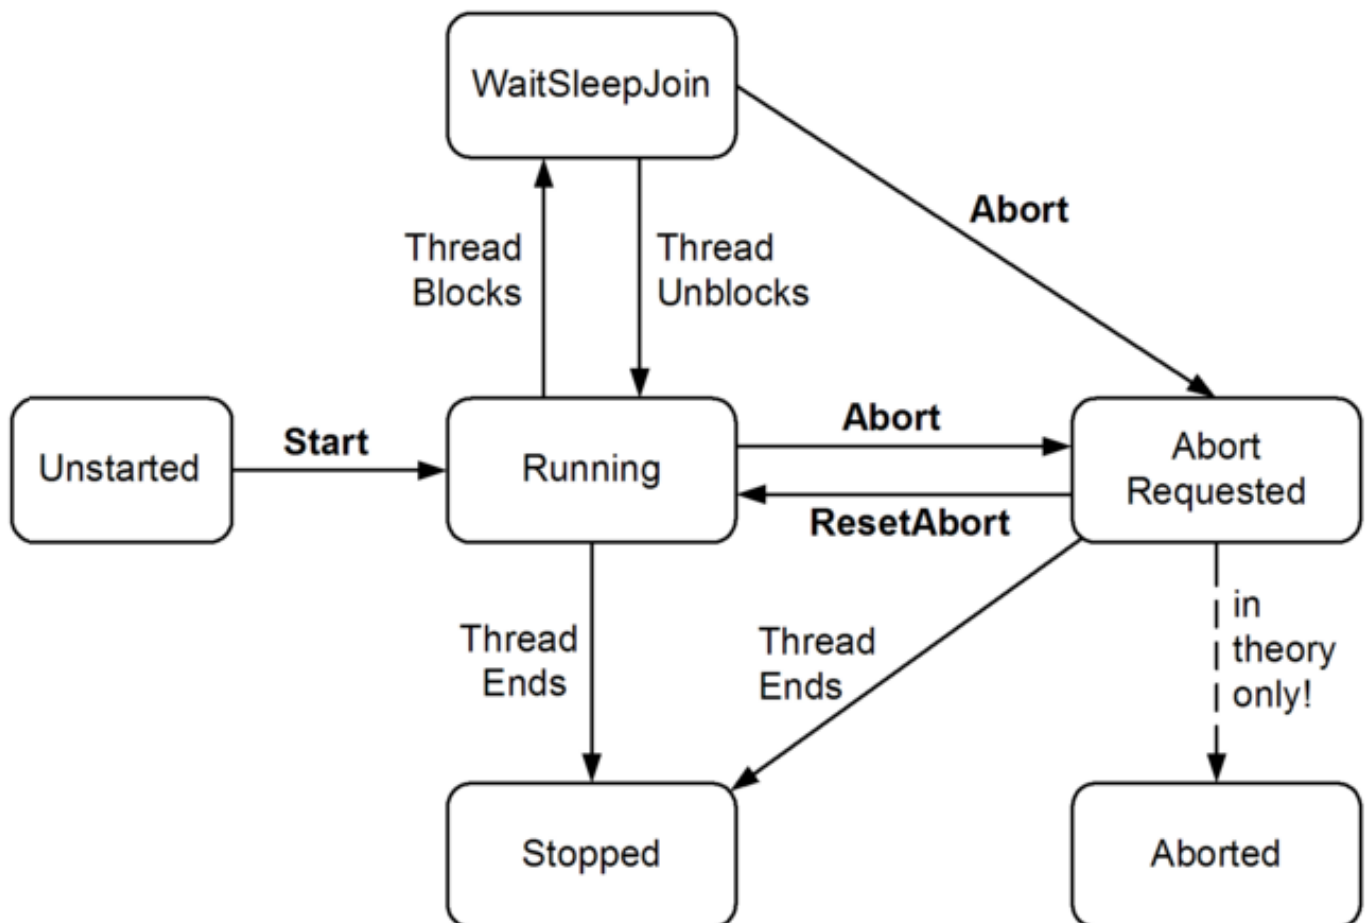 WaitSleepJoin
Abort
Thread
Blocks
Thread
Unblocks
Unstarted
Start
Running
Abort
ResetAbort
Abort
Requested
Thread
Ends
Thread
Ends
in
theory
only!
Stopped
Aborted